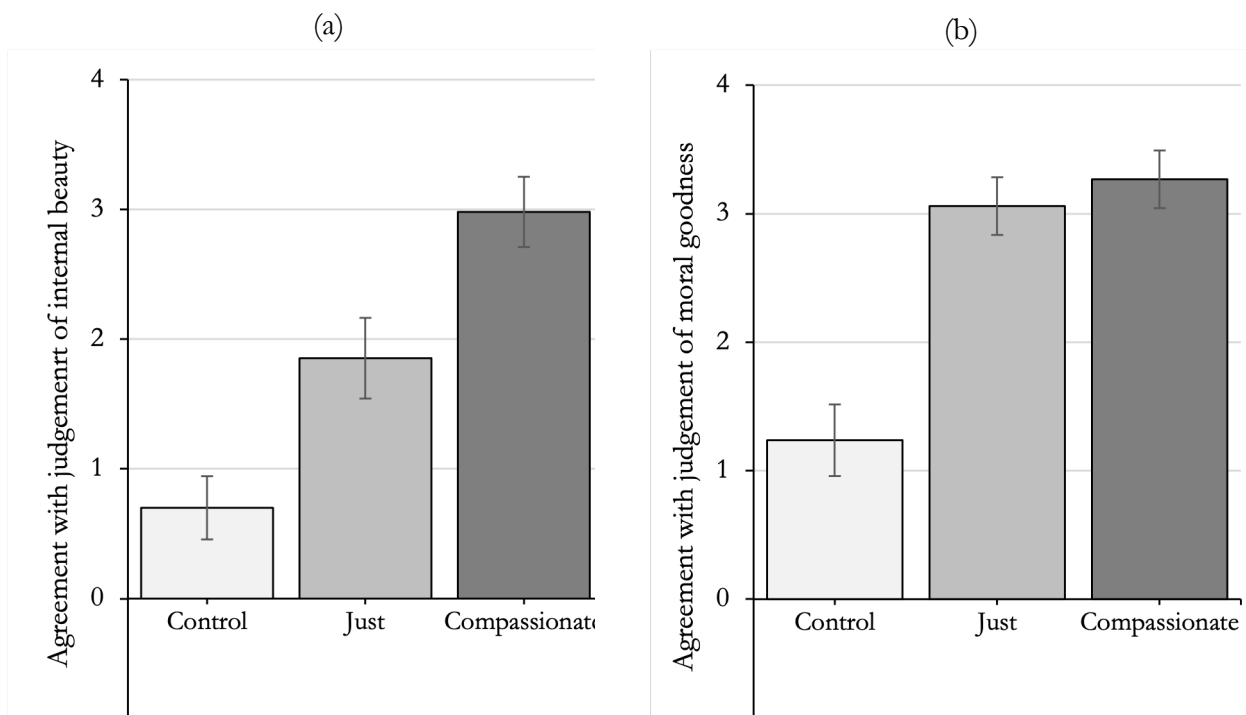 (a)
Agreement with judgemenrt of internal beauty
4
3
2
1
0
Control Just Compassionate
(b)
Agreement with judgement of moral goodness
4
3
2
1
0
Control Just Compassionate